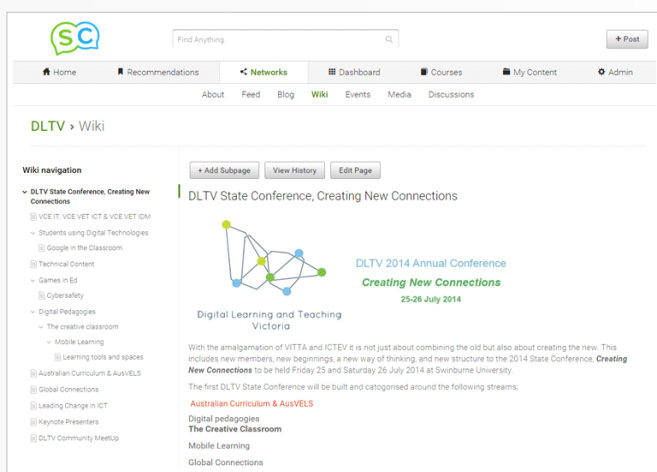 SC
Find Anything
+ Post
Home
Recommendations
Networks
Dashboard
Courses
My Content
Admin
About
Feed
Blog
Wiki
Events
Media
Discussions
DLTV › Wiki
Wiki navigation
DLTV State Conference, Creating New
Connections
VCE IT, VCE VET ICT & VCE VET IDM
Students using Digital Technologies
Google in the Classroom
Technical Content
Games in Ed
Cybersafety
Digital Pedagogies
The creative classroom
Mobile Learning
Learning tools and spaces
Australian Curriculum & AusVELS
Global Connections
Leading Change in ICT
Keynote Presenters
DLTV Community MeetUp
+ Add Subpage
View History
Edit Page
DLTV State Conference, Creating New Connections
Digital Learning and Teaching
Victoria
DLTV 2014 Annual Conference
Creating New Connections
25-26 July 2014
With the amalgamation of VITTA and ICTEV it is not just about combining the old but also about creating the new. This
includes new members, new beginnings, a new way of thinking, and new structure to the 2014 State Conference, Creating
New Connections to be held Friday 25 and Saturday 26 July 2014 at Swinburne University.
The first DLTV State Conference will be built and catogorised around the following streams;
Australian Curriculum & AusVELS
Digital pedagogies
The Creative Classroom
Mobile Learning
Global Connections